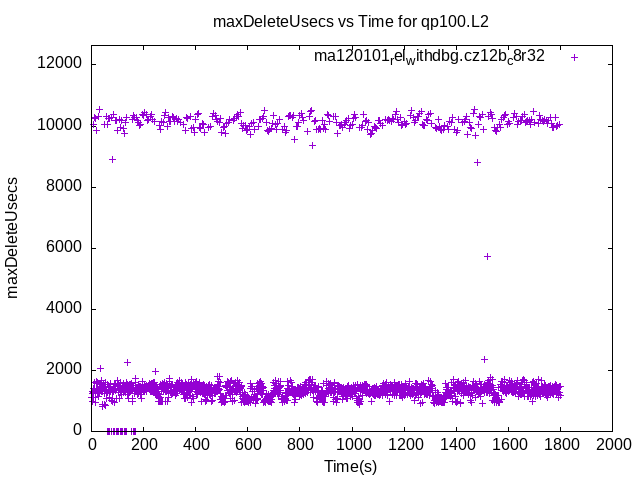 maxDeleteUsecs vs Time for qp100.L2
ma120101relwithdbg.cz12bc8r32
12000
10000
8000
6000
4000
2000
0
maxDeleteUsecs
0 200 400 600 800 1000 1200 1400 1600 1800 2000
Time(s)